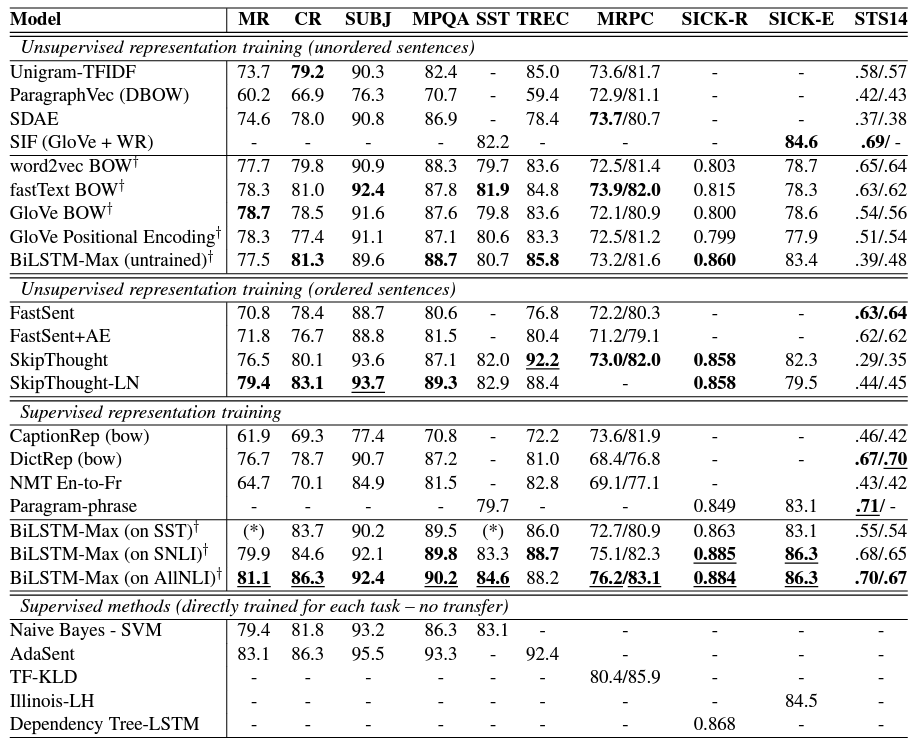 Model MR CR SUBJ MPQA SST TREC MRPC SICK-R SICK-E STS14
Unsupervised representation training (unordered sentences)
Unigram-TFIDF 73.7 79.2 90.3 82.4 - 85.0 73.6/81.7 - - .58/.57
ParagraphVec (DBOW) 60.2 66.9 76.3 70.7 - 59.4 72.9/81.1 - - .42/.43
SDAE 74.6 78.0 90.8 86.9 - 78.4 73.7/80.7 - - .37/.38
SIF (GloVe + WR) - - - - 82.2 - - - 84.6 .69/ -
word2vec BOW† 77.7 79.8 90.9 88.3 79.7 83.6 72.5/81.4 0.803 78.7 .65/.64
fastText BOW† 78.3 81.0 92.4 87.8 81.9 84.8 73.9/82.0 0.815 78.3 .63/.62
GloVe BOW† 78.7 78.5 91.6 87.6 79.8 83.6 72.1/80.9 0.800 78.6 .54/.56
GloVe Positional Encoding† 78.3 77.4 91.1 87.1 80.6 83.3 72.5/81.2 0.799 77.9 .51/.54
BiLSTM-Max (untrained)† 77.5 81.3 89.6 88.7 80.7 85.8 73.2/81.6 0.860 83.4 .39/.48
Unsupervised representation training (ordered sentences)
FastSent 70.8 78.4 88.7 80.6 - 76.8 72.2/80.3 - - .63/.64
FastSent+AE 71.8 76.7 88.8 81.5 - 80.4 71.2/79.1 - - .62/.62
SkipThought 76.5 80.1 93.6 87.1 82.0 92.2 73.0/82.0 0.858 82.3 .29/.35
SkipThought-LN 79.4 83.1 93.7 89.3 82.9 88.4 - 0.858 79.5 .44/.45
Supervised representation training
CaptionRep (bow) 61.9 69.3 77.4 70.8 - 72.2 73.6/81.9 - - .46/.42
DictRep (bow) 76.7 78.7 90.7 87.2 - 81.0 68.4/76.8 - - .67/.70
NMT En-to-Fr 64.7 70.1 84.9 81.5 - 82.8 69.1/77.1 - - .43/.42
Paragram-phrase - - - - 79.7 - - 0.849 83.1 .71/ -
BiLSTM-Max (on SST)† (*) 83.7 90.2 89.5 (*) 86.0 72.7/80.9 0.863 83.1 .55/.54
BiLSTM-Max (on SNLI)† 79.9 84.6 92.1 89.8 83.3 88.7 75.1/82.3 0.885 86.3 .68/.65
BiLSTM-Max (on AllNLI)† 81.1 86.3 92.4 90.2 84.6 88.2 76.2/83.1 0.884 86.3 .70/.67
Supervised methods (directly trained for each task – no transfer)
Naive Bayes - SVM 79.4 81.8 93.2 86.3 83.1 - - - - -
AdaSent 83.1 86.3 95.5 93.3 - 92.4 - - - -
TF-KLD - - - - - - 80.4/85.9 - - -
Illinois-LH - - - - - - - - 84.5 -
Dependency Tree-LSTM - - - - - - - 0.868 - -